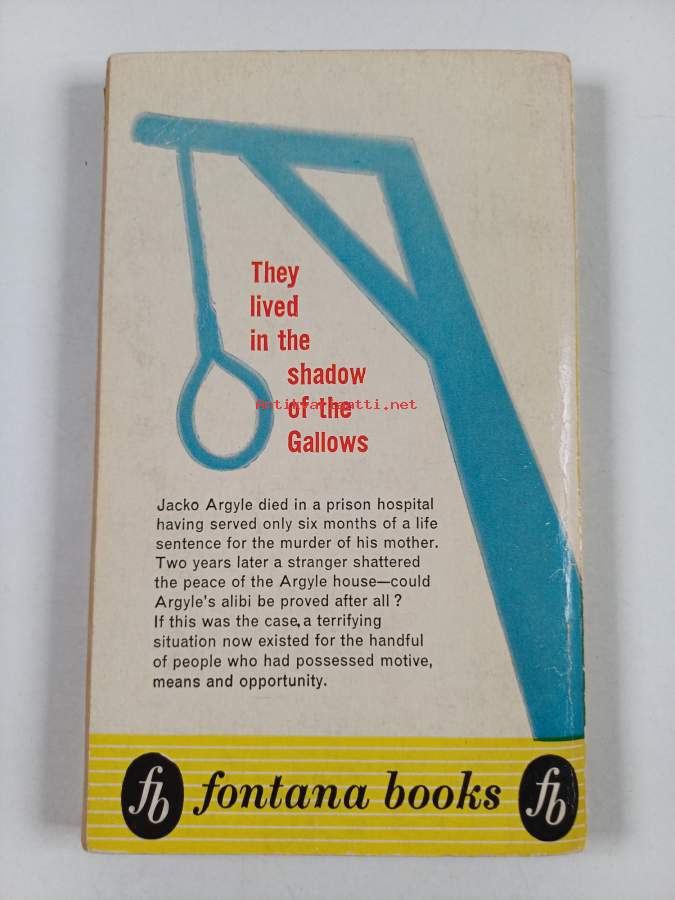 They
lived
in the
shadow
of the
Gallows
Antikvariaatti.net
Jacko Argyle died in a prison hospital
having served only six months of a life
sentence for the murder of his mother.
Two years later a stranger shattered
the peace of the Argyle house—could
Argyle's alibi be proved after all ?
If this was the case, a terrifying
situation now existed for the handful
of people who had possessed motive,
means and opportunity.
fb fontana books fb